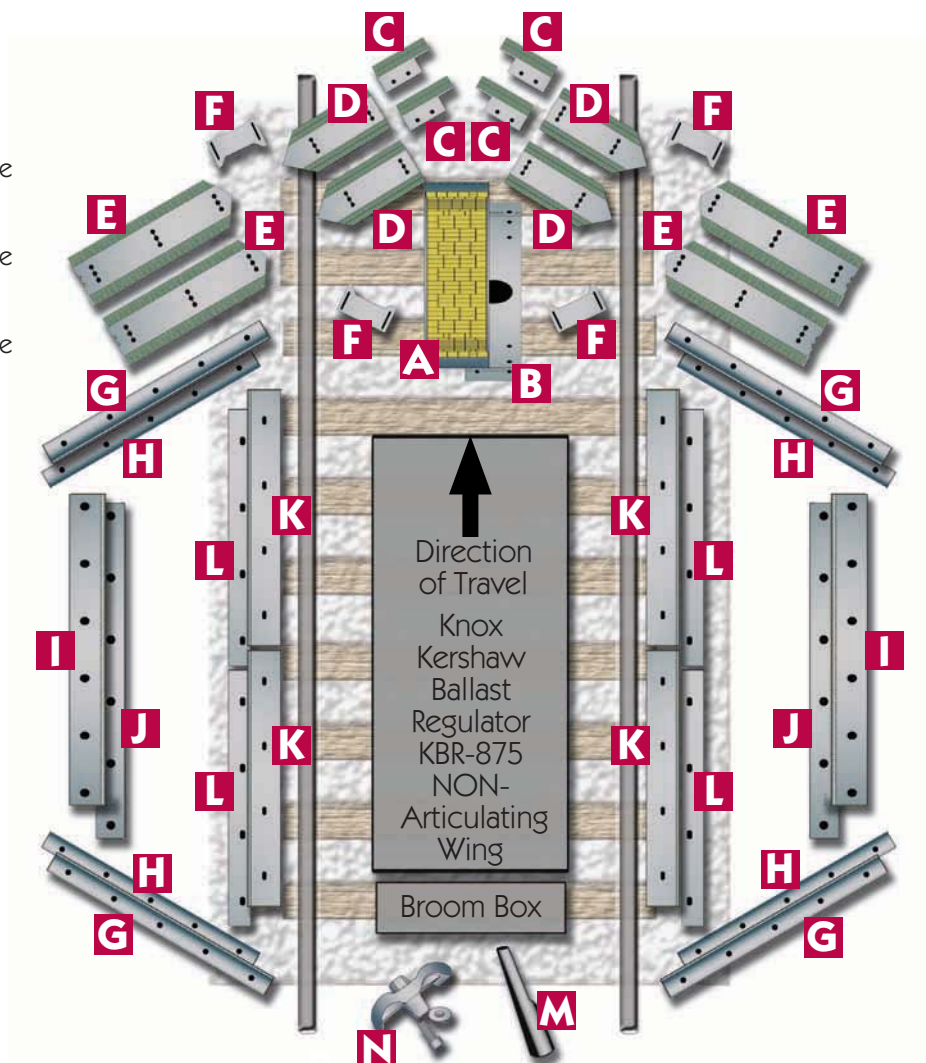 C C
F D D F
C C
e
E E D D E E
e
F F
e A B
G G
H H
K K
L L
Direction
of Travel
Knox
Kershaw
Ballast
Regulator
KBR-875
NON-
Articulating
Wing
I I
J J
K K
L L
H H
Broom Box
G G
M
N